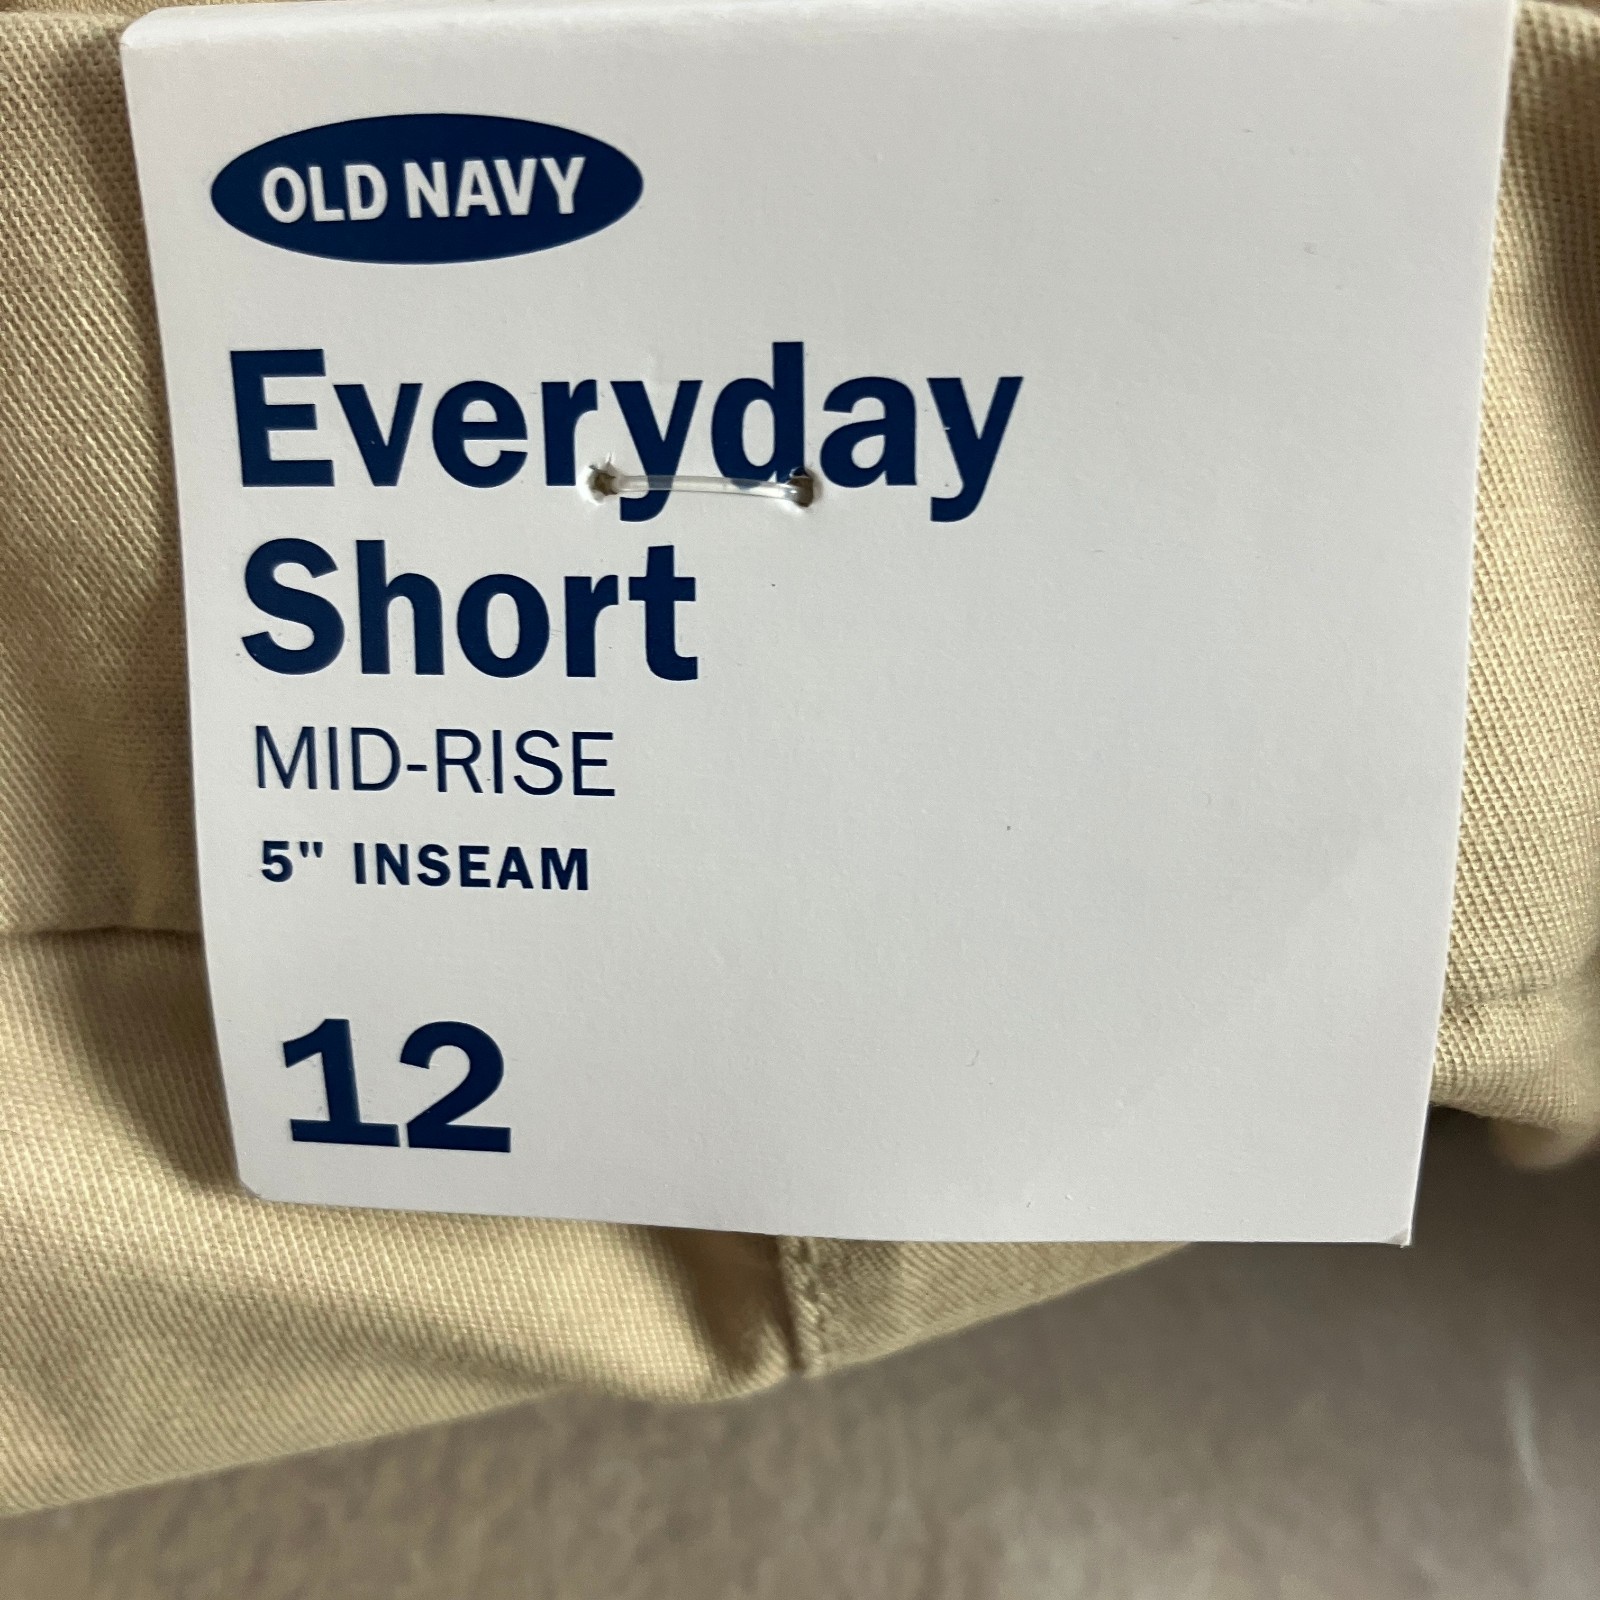 OLD NAVY
Everyday
Short
MID-RISE
5" INSEAM
12